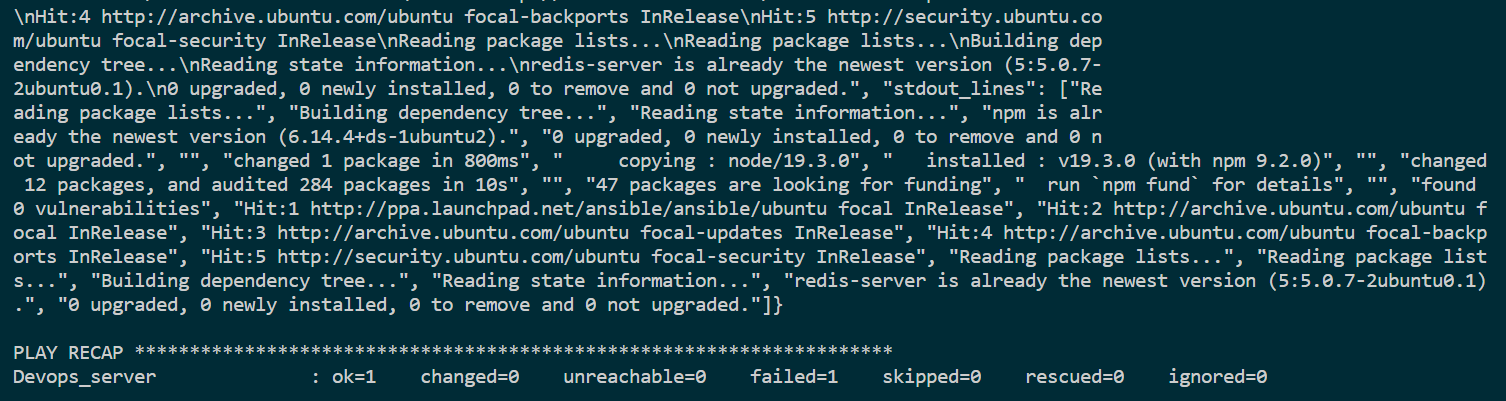 \nHit:4 http://archive.ubuntu.com/ubuntu focal-backports InRelease\nHit:5 http://security.ubuntu.co
m/ubuntu focal-security InRelease\nReading package lists...\nReading package lists...\nBuilding dep
endency tree...\nReading state information...\nredis-server is already the newest version (5:5.0.7-
2ubuntu0.1).\n0 upgraded, 0 newly installed, 0 to remove and 0 not upgraded.", "stdout_lines": ["Re
ading package lists...", "Building dependency tree...", "Reading state information...", "npm is alr
eady the newest version (6.14.4+ds-1ubuntu2).", "0 upgraded, 0 newly installed, 0 to remove and 0 n
ot upgraded.", "", "changed 1 package in 800ms", "     copying : node/19.3.0", "   installed : v19.3.0 (with npm 9.2.0)", "", "changed
 12 packages, and audited 284 packages in 10s", "", "47 packages are looking for funding", "  run `npm fund` for details", "", "found
0 vulnerabilities", "Hit:1 http://ppa.launchpad.net/ansible/ansible/ubuntu focal InRelease", "Hit:2 http://archive.ubuntu.com/ubuntu f
ocal InRelease", "Hit:3 http://archive.ubuntu.com/ubuntu focal-updates InRelease", "Hit:4 http://archive.ubuntu.com/ubuntu focal-backp
orts InRelease", "Hit:5 http://security.ubuntu.com/ubuntu focal-security InRelease", "Reading package lists...", "Reading package list
s...", "Building dependency tree...", "Reading state information...", "redis-server is already the newest version (5:5.0.7-2ubuntu0.1)
.", "0 upgraded, 0 newly installed, 0 to remove and 0 not upgraded."]}
PLAY RECAP *********************************************************************
Devops_server              : ok=1    changed=0    unreachable=0    failed=1    skipped=0    rescued=0    ignored=0